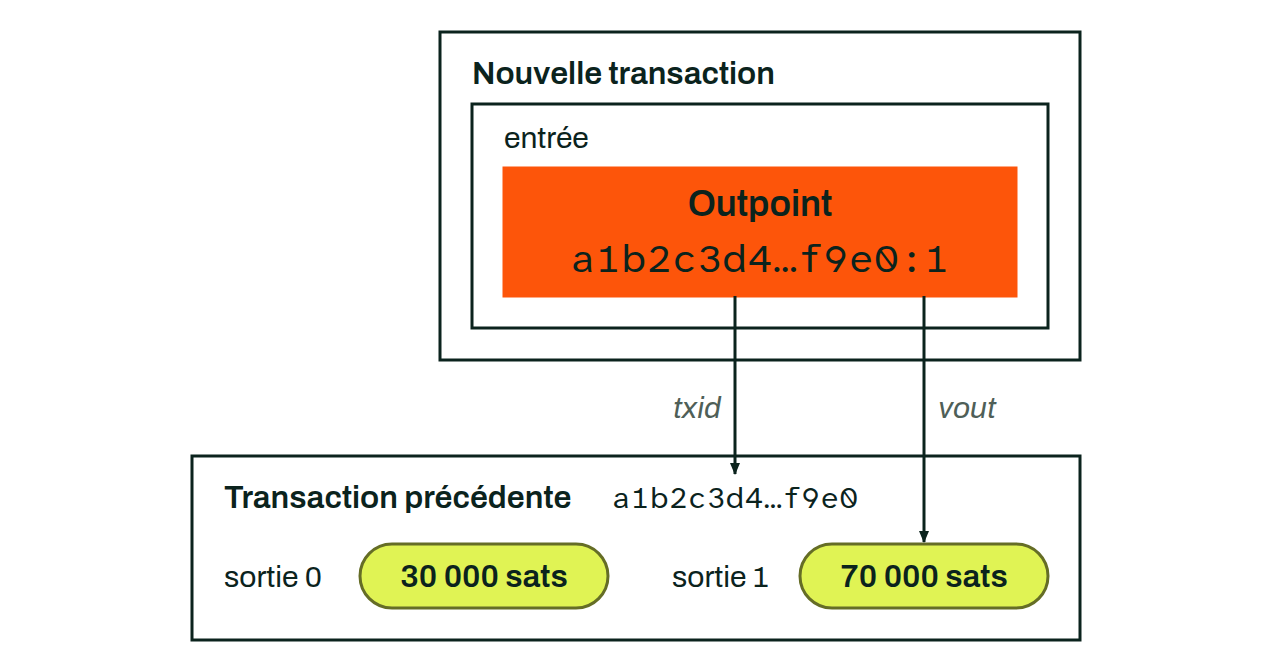 Nouvelle transaction
entrée
Outpoint
a1b2c3d4…f9e0:1
txid
vout
Transaction précédente a1b2c3d4…f9e0
sortie 0 30 000 sats sortie 1 70 000 sats